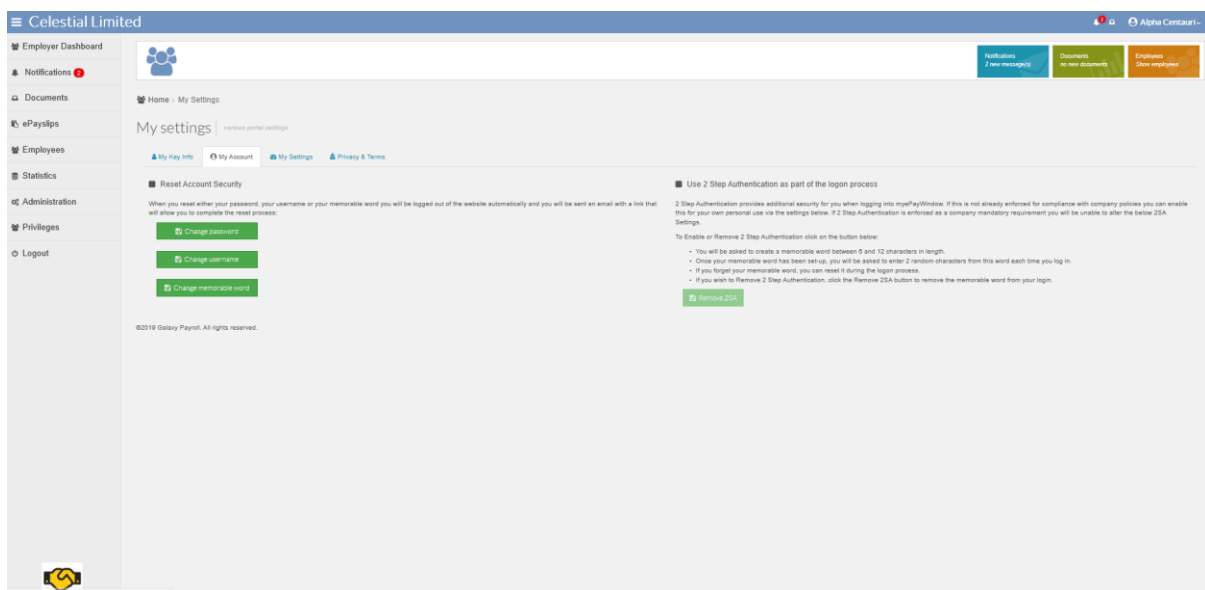 Celestial Limited
2
Alpha Centauri
Employer Dashboard
Notifications 2
Documents
ePayslips
Employees
Statistics
Administration
Privileges
Logout
Notifications
2 new message(s)
Documents
no new documents
Employees
Show employees
Home › My Settings
My settings various portal settings
My Key Info My Account My Settings Privacy & Terms
Reset Account Security
When you reset either your password, your username or your memorable word you will be logged out of the website automatically and you will be sent an email with a link that
will allow you to complete the reset process:
Change password
Change username
Change memorable word
Use 2 Step Authentication as part of the logon process
2 Step Authentication provides additional security for you when logging into myePayWindow. If this is not already enforced for compliance with company policies you can enable
this for your own personal use via the settings below. If 2 Step Authentication is enforced as a company mandatory requirement you will be unable to alter the below 2SA
Settings.
To Enable or Remove 2 Step Authentication click on the button below:
• You will be asked to create a memorable word between 6 and 12 characters in length.
• Once your memorable word has been set-up, you will be asked to enter 2 random characters from this word each time you log in.
• If you forget your memorable word, you can reset it during the logon process.
• If you wish to Remove 2 Step Authentication, click the Remove 2SA button to remove the memorable word from your login.
Remove 2SA
©2019 Galaxy Payroll. All rights reserved.